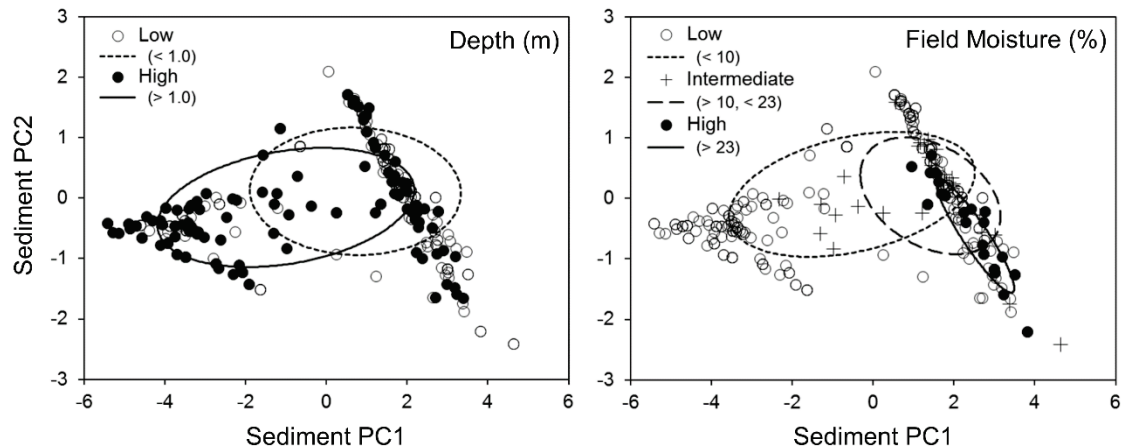 3
2
1
0
-1
-2
-3
Sediment PC2
Low
(< 1.0)
High
(> 1.0)
Depth (m)
-6
-4
-2
0
2
4
6
Sediment PC1
3
2
1
0
-1
-2
-3
Low
(< 10)
Intermediate
(> 10, < 23)
High
(> 23)
Field Moisture (%)
-6
-4
-2
0
2
4
6
Sediment PC1